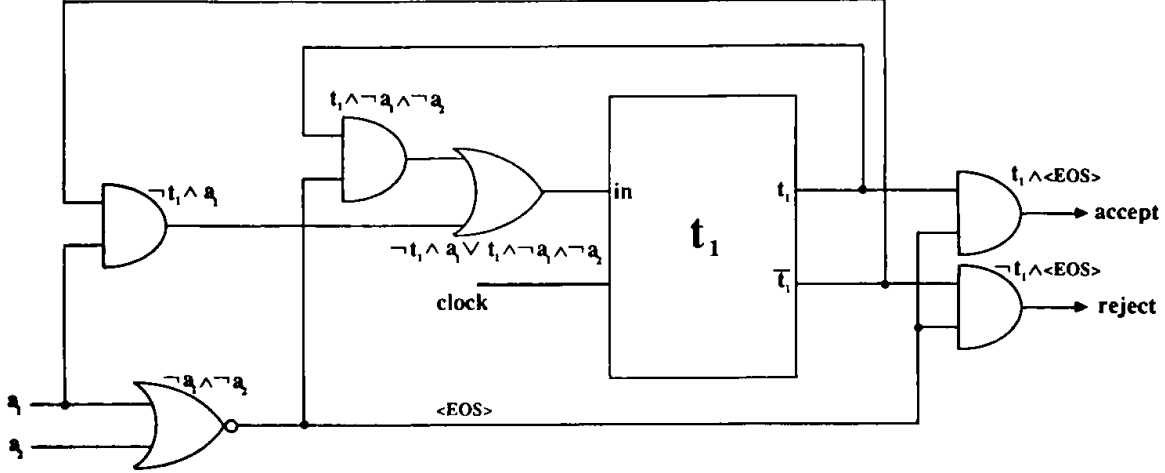 t₁ ∧ ¬ a₁ ∧ ¬ a₂
¬ t₁ ∧ a₁
in
t₁
t₁
t₁ ∧ <EOS>
accept
¬ t₁ ∧ a₁ ∨ t₁ ∧ ¬ a₁ ∧ ¬ a₂
t̅₁
¬ t₁ ∧ <EOS>
clock
reject
¬ a₁ ∧ ¬ a₂
a₁
<EOS>
a₂